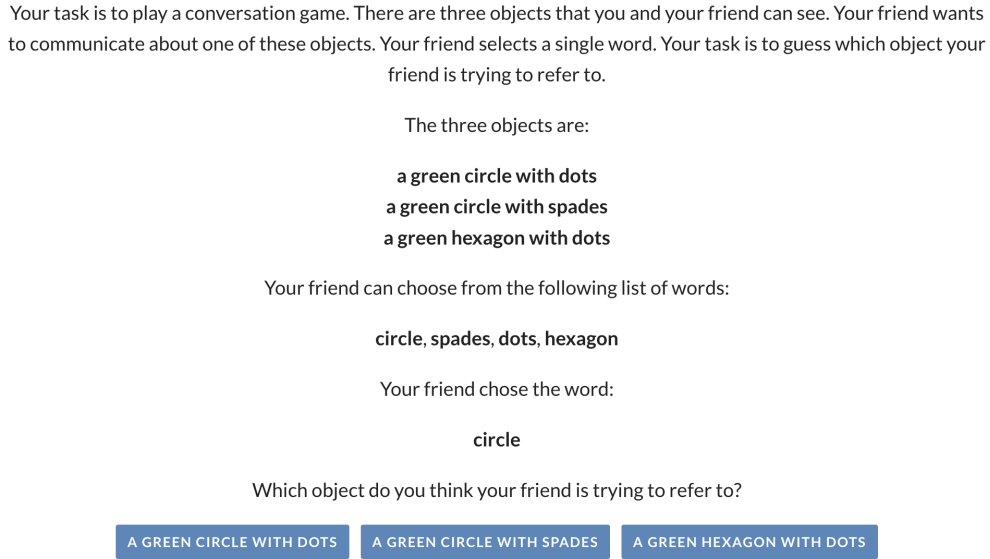 Your task is to play a conversation game. There are three objects that you and your friend can see. Your friend wants
to communicate about one of these objects. Your friend selects a single word. Your task is to guess which object your
friend is trying to refer to.
The three objects are:
a green circle with dots
a green circle with spades
a green hexagon with dots
Your friend can choose from the following list of words:
circle, spades, dots, hexagon
Your friend chose the word:
circle
Which object do you think your friend is trying to refer to?
A GREEN CIRCLE WITH DOTS
A GREEN CIRCLE WITH SPADES
A GREEN HEXAGON WITH DOTS